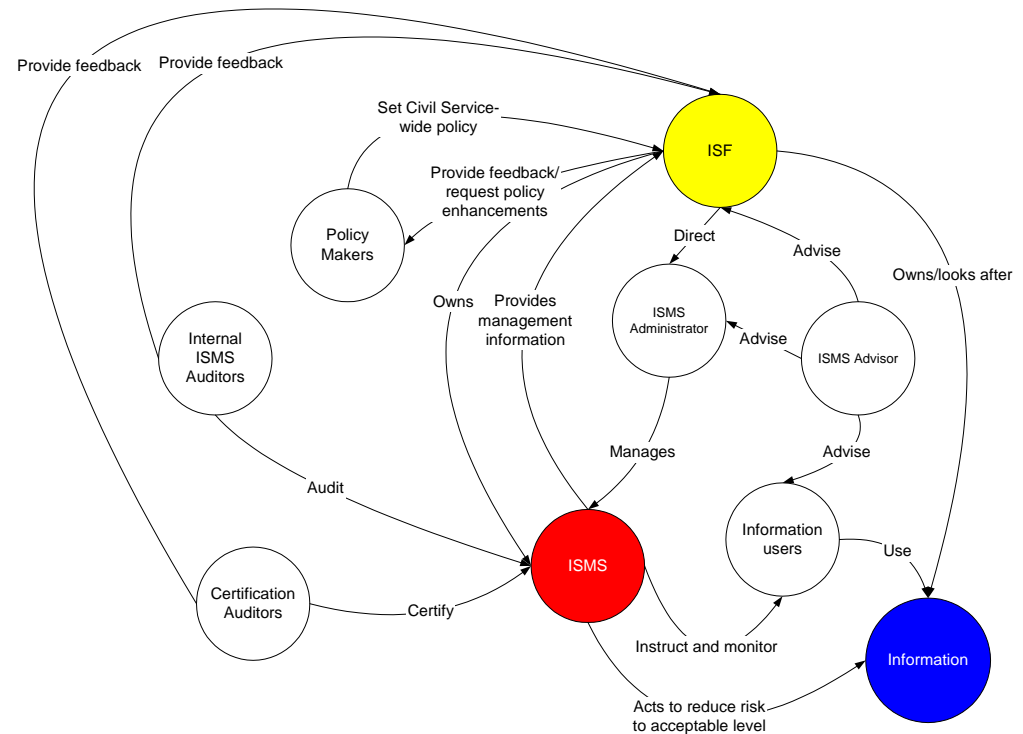 Provide feedback
Provide feedback
Set Civil Service-
wide policy
ISF
Provide feedback/
request policy
enhancements
Policy
Makers
Direct
Advise
Owns/looks after
Owns
Provides
management
information
ISMS
Administrator
Advise
ISMS Advisor
Internal
ISMS
Auditors
Manages
Advise
Audit
Information
users
Use
ISMS
Certification
Auditors
Certify
Instruct and monitor
Information
Acts to reduce risk
to acceptable level